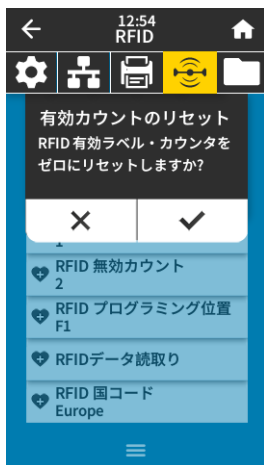 12:54
RFID
有効カウントのリセット
RFID 有効ラベル・カウンタを
ゼロにリセットしますか?
1
RFID 無効カウント
2
RFID プログラミング位置
F1
RFIDデータ読取り
RFID 国コード
Europe